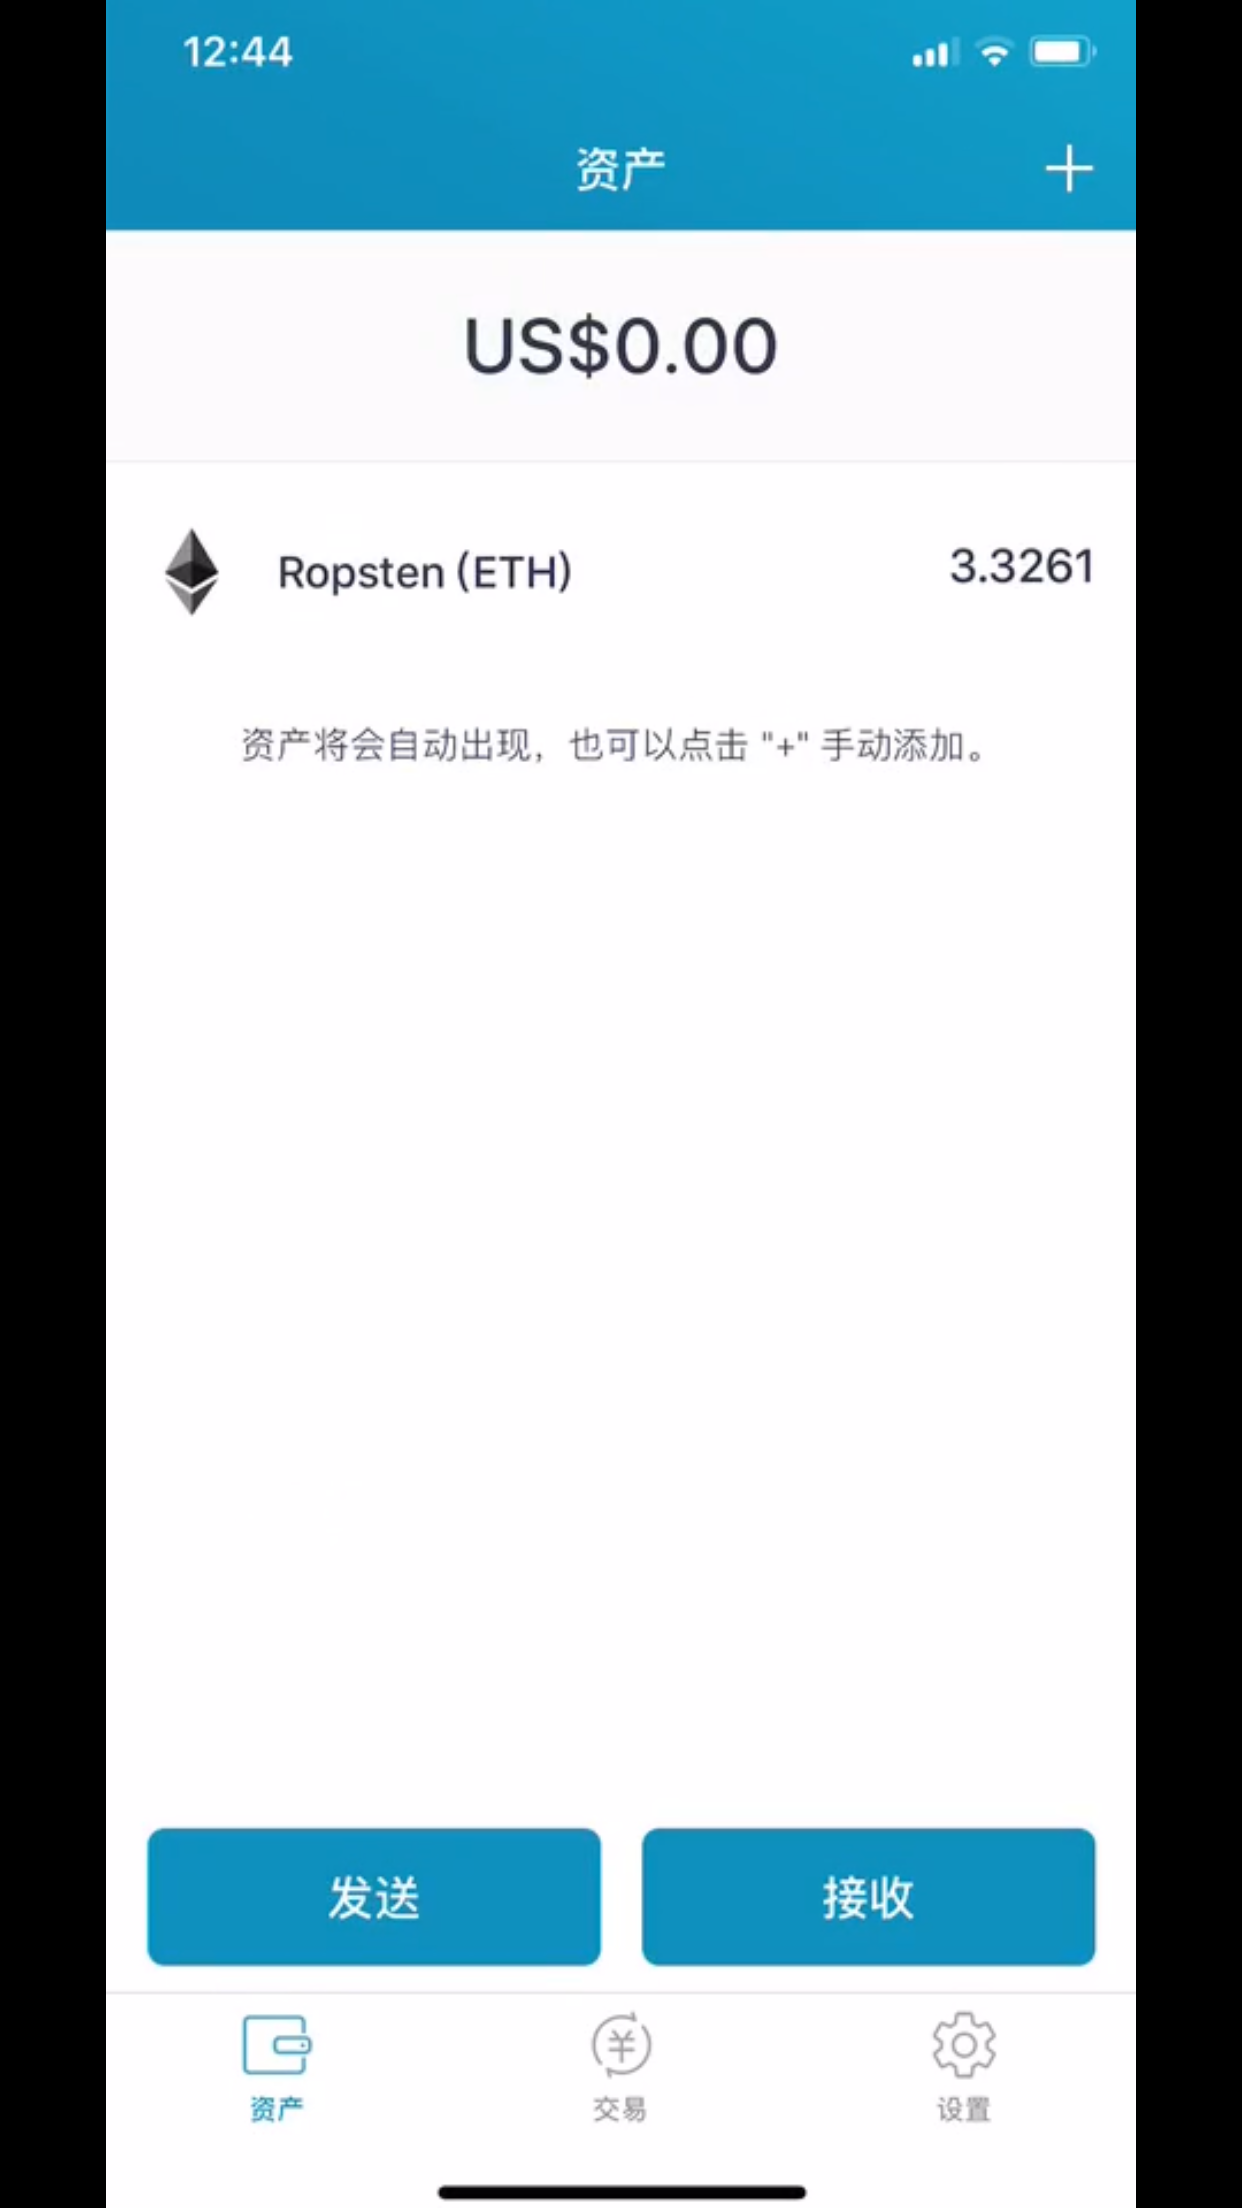 12:44
资产
US$0.00
Ropsten (ETH)
3.3261
资产将会自动出现，也可以点击 "+" 手动添加。
发送
接收
资产
交易
设置